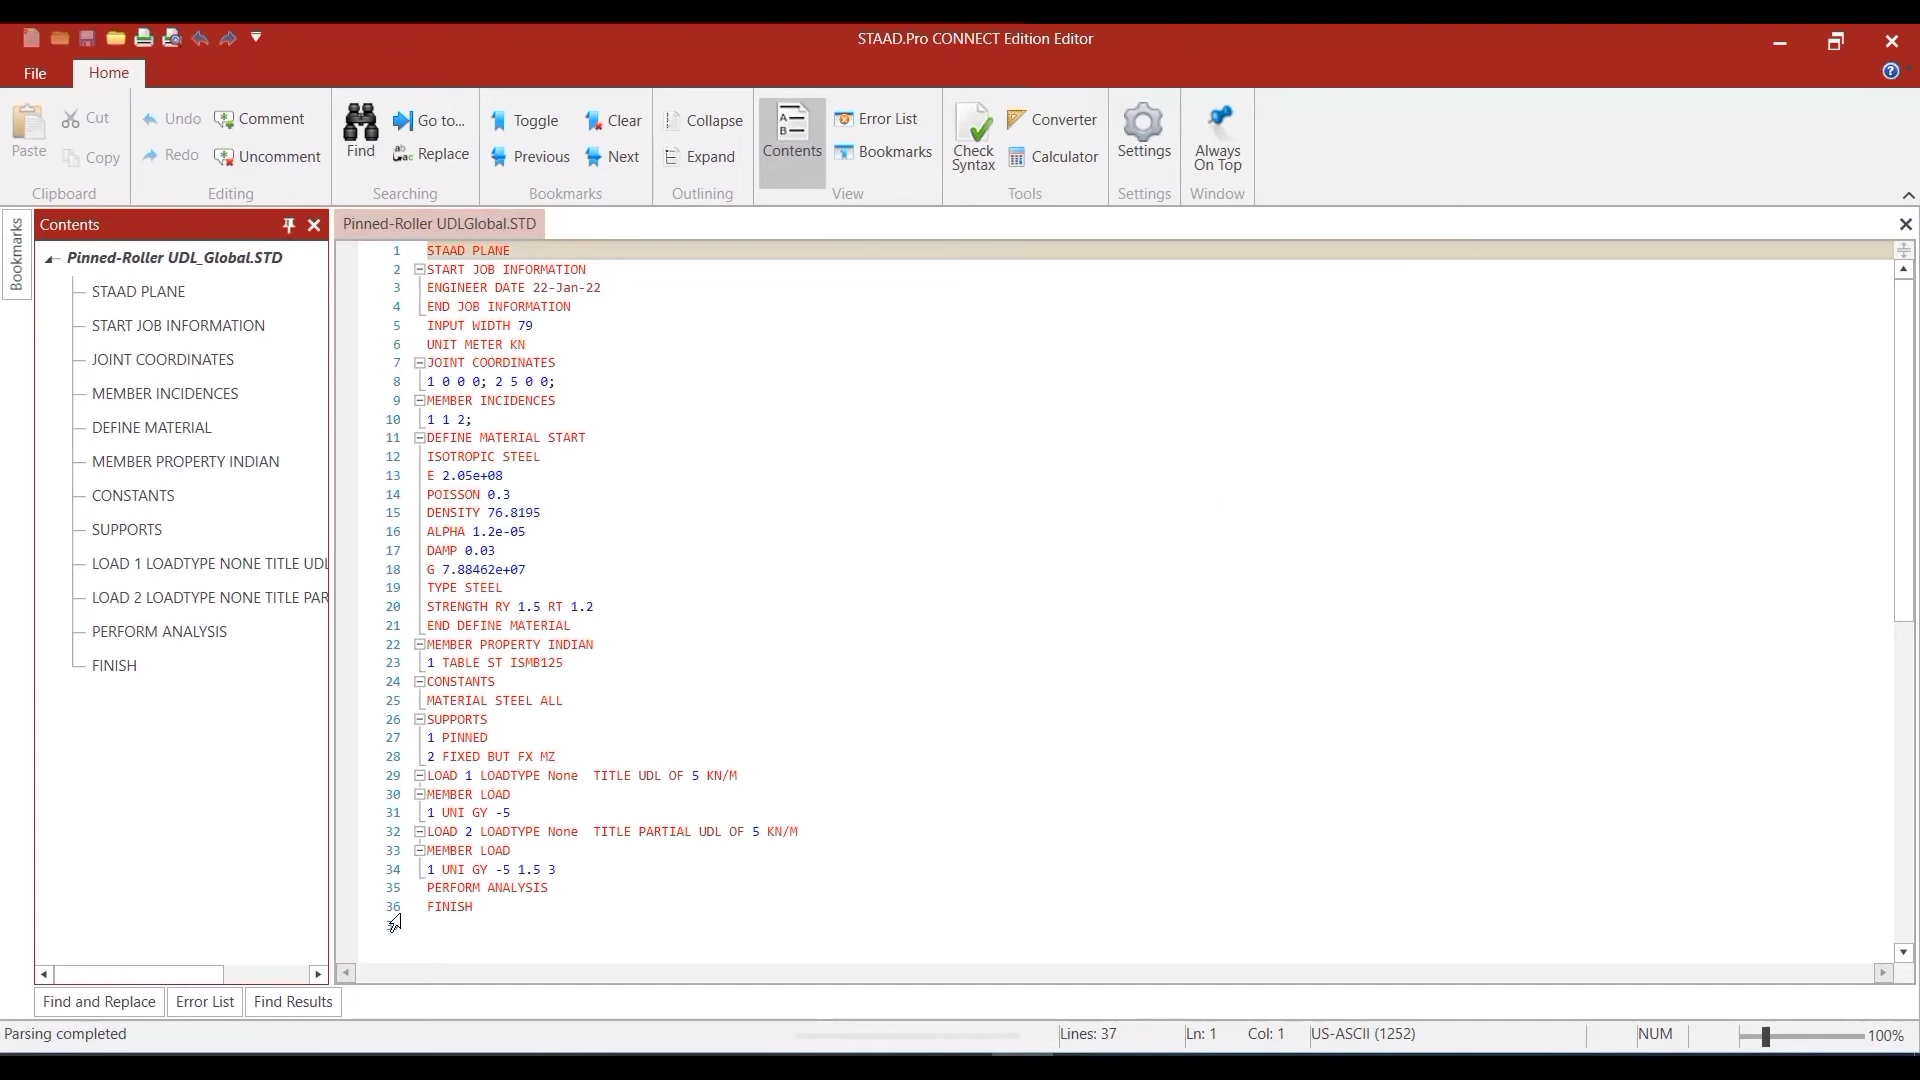 STAAD.Pro CONNECT Edition Editor
File
Home
Paste
Cut
Copy
Clipboard
Undo
Redo
Comment
Uncomment
Editing
Find
Go to...
Replace
Searching
Toggle
Previous
Clear
Next
Bookmarks
Collapse
Expand
Outlining
Contents
Error List
Bookmarks
View
Check Syntax
Converter
Calculator
Tools
Settings
Settings
Always On Top
Window
Bookmarks
Contents
Pinned-Roller UDL_Global.STD
STAAD PLANE
START JOB INFORMATION
JOINT COORDINATES
MEMBER INCIDENCES
DEFINE MATERIAL
MEMBER PROPERTY INDIAN
CONSTANTS
SUPPORTS
LOAD 1 LOADTYPE NONE TITLE UDL
LOAD 2 LOADTYPE NONE TITLE PAR
PERFORM ANALYSIS
FINISH
Pinned-Roller UDLGlobal.STD
1 STAAD PLANE
2 START JOB INFORMATION
3 ENGINEER DATE 22-Jan-22
4 END JOB INFORMATION
5 INPUT WIDTH 79
6 UNIT METER KN
7 JOINT COORDINATES
8 1 0 0 0; 2 5 0 0;
9 MEMBER INCIDENCES
10 1 1 2;
11 DEFINE MATERIAL START
12 ISOTROPIC STEEL
13 E 2.05e+08
14 POISSON 0.3
15 DENSITY 76.8195
16 ALPHA 1.2e-05
17 DAMP 0.03
18 G 7.88462e+07
19 TYPE STEEL
20 STRENGTH RY 1.5 RT 1.2
21 END DEFINE MATERIAL
22 MEMBER PROPERTY INDIAN
23 1 TABLE ST ISMB125
24 CONSTANTS
25 MATERIAL STEEL ALL
26 SUPPORTS
27 1 PINNED
28 2 FIXED BUT FX MZ
29 LOAD 1 LOADTYPE None  TITLE UDL OF 5 KN/M
30 MEMBER LOAD
31 1 UNI GY -5
32 LOAD 2 LOADTYPE None  TITLE PARTIAL UDL OF 5 KN/M
33 MEMBER LOAD
34 1 UNI GY -5 1.5 3
35 PERFORM ANALYSIS
36 FINISH
Find and Replace
Error List
Find Results
Parsing completed
Lines: 37
Ln: 1
Col: 1
US-ASCII (1252)
NUM
100%